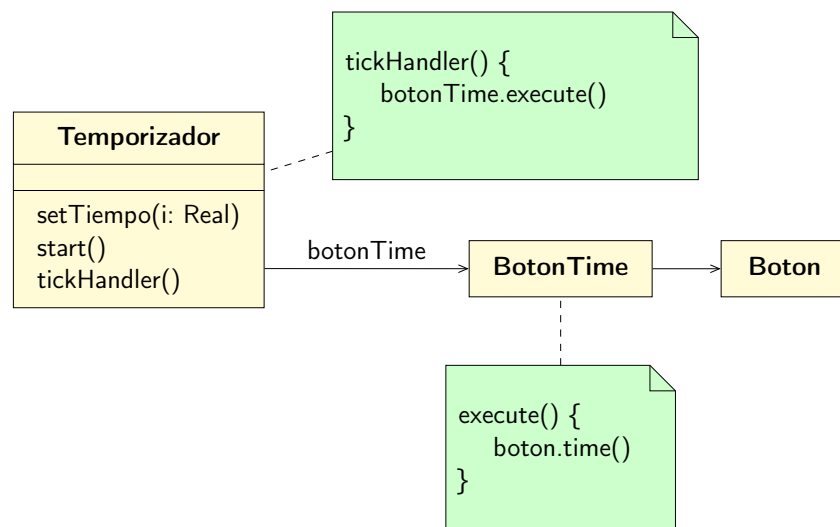 tickHandler() {
botonTime.execute()
}
Temporizador
setTiempo(i: Real)
start()
tickHandler()
botonTime
BotonTime
Boton
execute() {
boton.time()
}